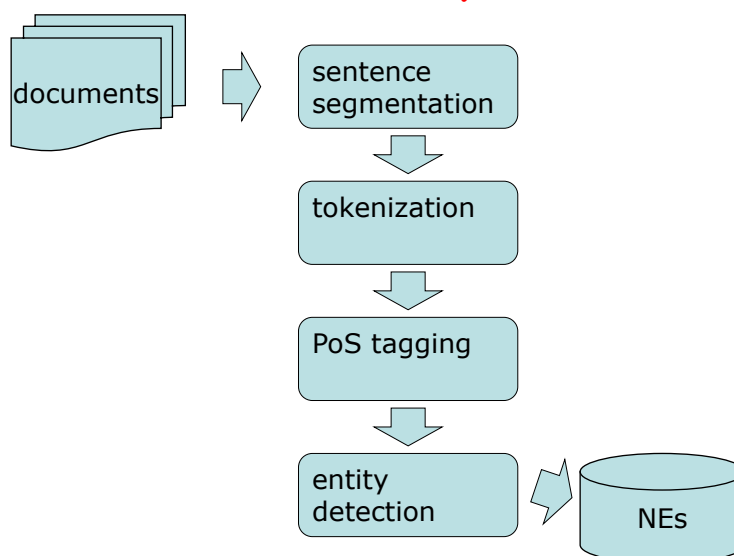 documents
sentence
segmentation
tokenization
PoS tagging
entity
detection
NEs